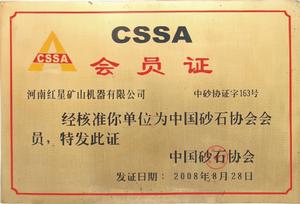 CSSA
CSSA
会员证
河南红星矿山机器有限公司
中砂协证字163号
经核准你单位为中国砂石协会会
员，特发此证
中国砂石协会
发证日期：2008年8月28日